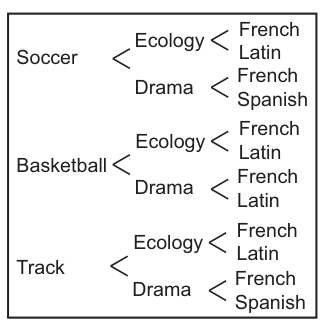 Soccer
Ecology
French
Latin
Drama
French
Spanish
Basketball
Ecology
French
Latin
Drama
French
Latin
Track
Ecology
French
Latin
Drama
French
Spanish